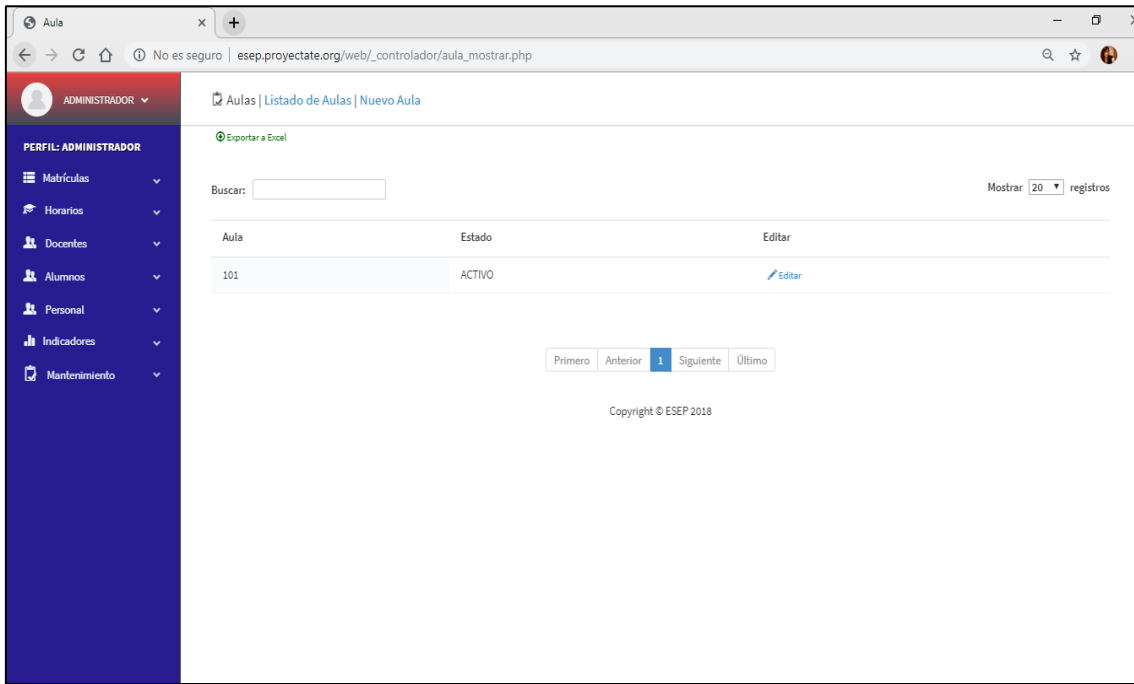 Aula
No es seguro | esep.proyectate.org/web/_controlador/aula_mostrar.php
ADMINISTRADOR
Aulas | Listado de Aulas | Nuevo Aula
Exportar a Excel
PERFIL: ADMINISTRADOR
Matrículas
Horarios
Docentes
Alumnos
Personal
Indicadores
Mantenimiento
Buscar:
Mostrar 20 registros
Aula Estado Editar
101 ACTIVO Editar
Primero Anterior 1 Siguiente Último
Copyright © ESEP 2018